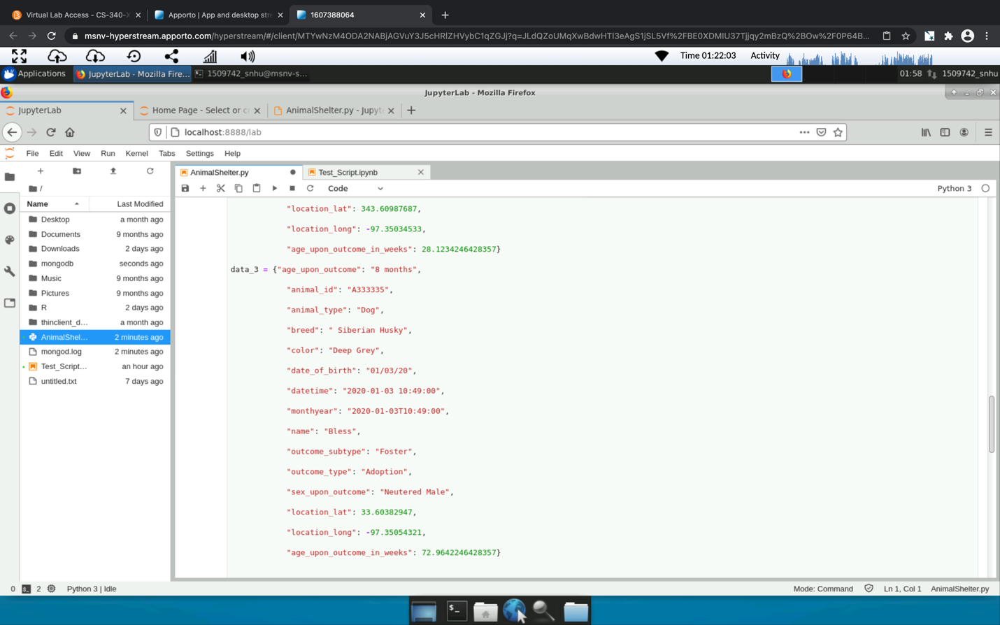 Virtual Lab Access - CS-340-X
Apporto | App and desktop stre
1607388064
msnv-hyperstream.apporto.com/hyperstream/#/client/MTYwNzM4ODA2NABjAGVuY3J5cHRlZHVybC1qZGJj?q=JLdQZoUMqXwBdwHTl3eAgS1jSL5Vf%2FBE0XDMIU37Tjjqy2mBzQ%2BOw%2F0P64B...
Time 01:22:03
Activity
Applications
JupyterLab - Mozilla Fire...
1509742_snhu@msnv-s...
01:58
1509742_snhu
JupyterLab - Mozilla Firefox
JupyterLab
Home Page - Select or cr
AnimalShelter.py - Jupyte
localhost:8888/lab
File Edit View Run Kernel Tabs Settings Help
AnimalShelter.py
Test_Script.ipynb
/
Code
Python 3
Name
Last Modified
Desktop a month ago
Documents 9 months ago
Downloads 2 days ago
mongodb seconds ago
Music 9 months ago
Pictures 9 months ago
R 2 days ago
thinclient_d... a month ago
AnimalShel... 2 minutes ago
mongod.log 2 minutes ago
Test_Script... an hour ago
untitled.txt 7 days ago
"location_lat": 343.60987687,
"location_long": -97.35034533,
"age_upon_outcome_in_weeks": 28.1234246428357}
data_3 = {"age_upon_outcome": "8 months",
"animal_id": "A333335",
"animal_type": "Dog",
"breed": " Siberian Husky",
"color": "Deep Grey",
"date_of_birth": "01/03/20",
"datetime": "2020-01-03 10:49:00",
"monthyear": "2020-01-03T10:49:00",
"name": "Bless",
"outcome_subtype": "Foster",
"outcome_type": "Adoption",
"sex_upon_outcome": "Neutered Male",
"location_lat": 33.60382947,
"location_long": -97.35054321,
"age_upon_outcome_in_weeks": 72.9642246428357}
0
2
Python 3 | Idle
Mode: Command
Ln 1, Col 1
AnimalShelter.py